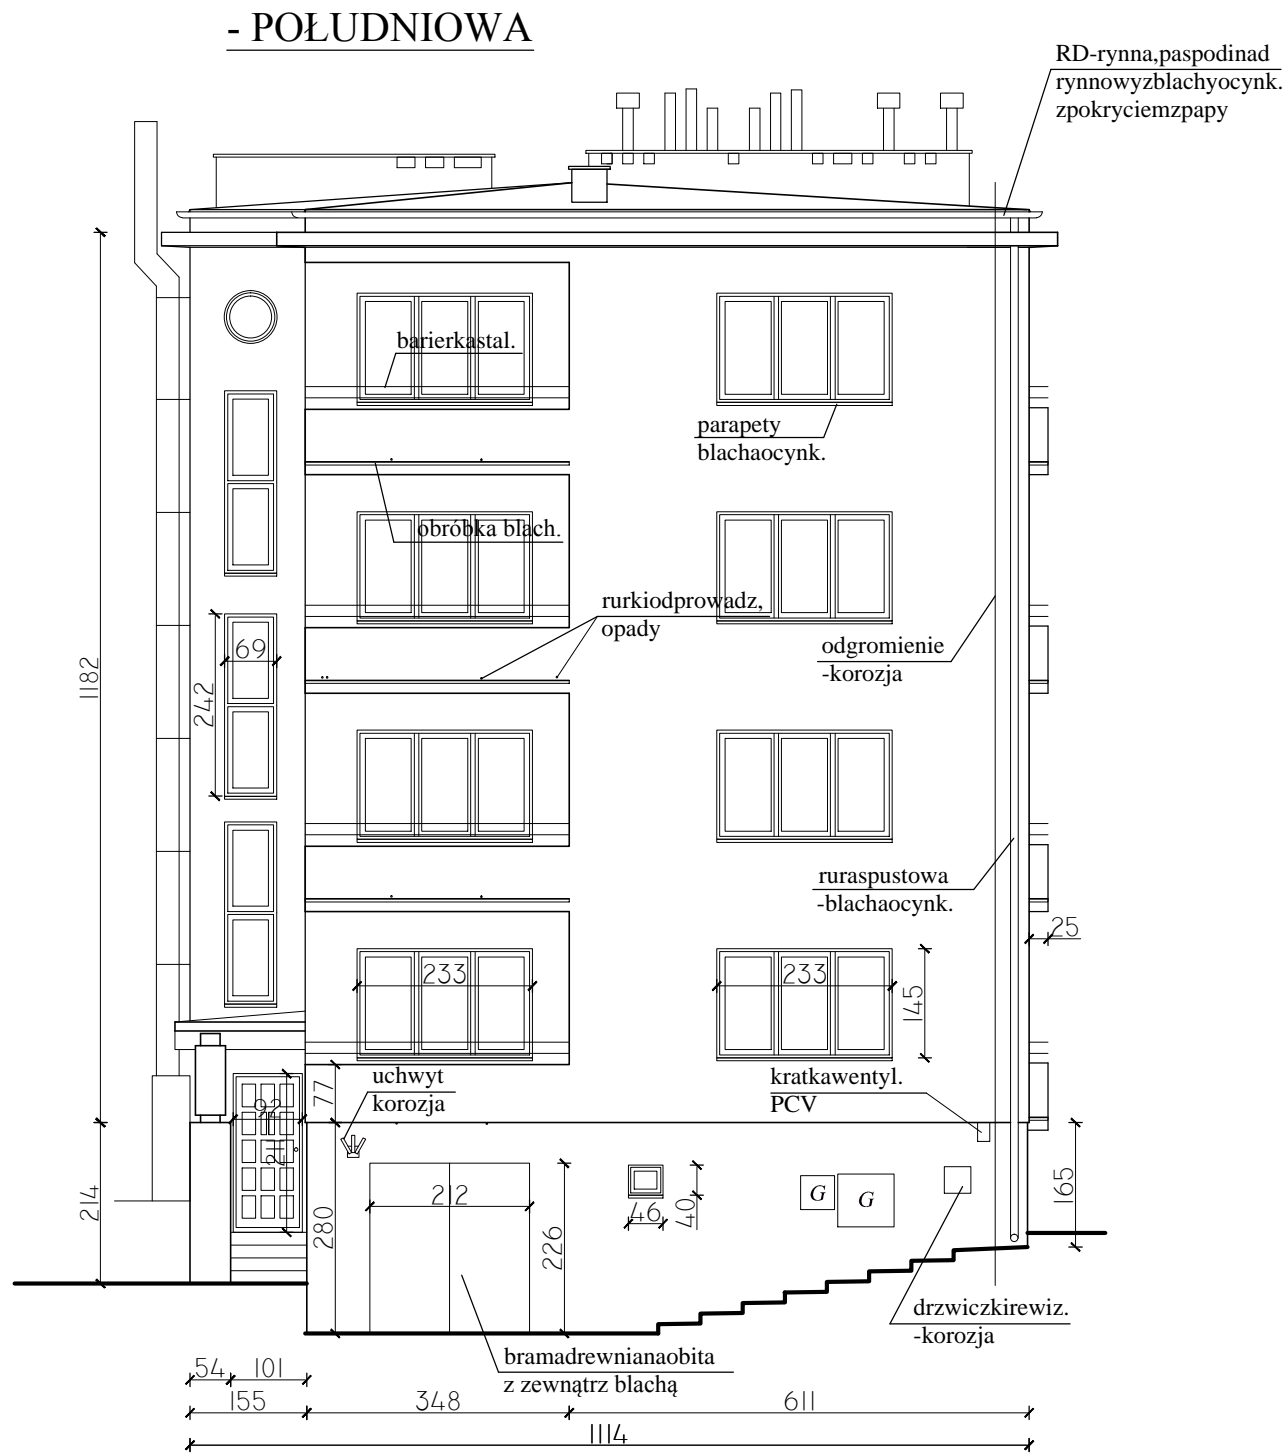 - POŁUDNIOWA
RD-rynna,paspodinad
rynnowyzblachyocynk.
zpokryciemzpapy
barierkastal.
parapety
blachaocynk.
obróbka blach.
rurkiodprowadz,
opady
odgromienie
-korozja
69
242
1182
ruraspustowa
-blachaocynk.
25
233
233
145
uchwyt
korozja
kratkawentyl.
PCV
77
92
211
214
280
212
226
46
40
G
G
165
drzwiczkirewiz.
-korozja
bramadrewnianaobita
z zewnątrz blachą
54
101
155
348
611
1114